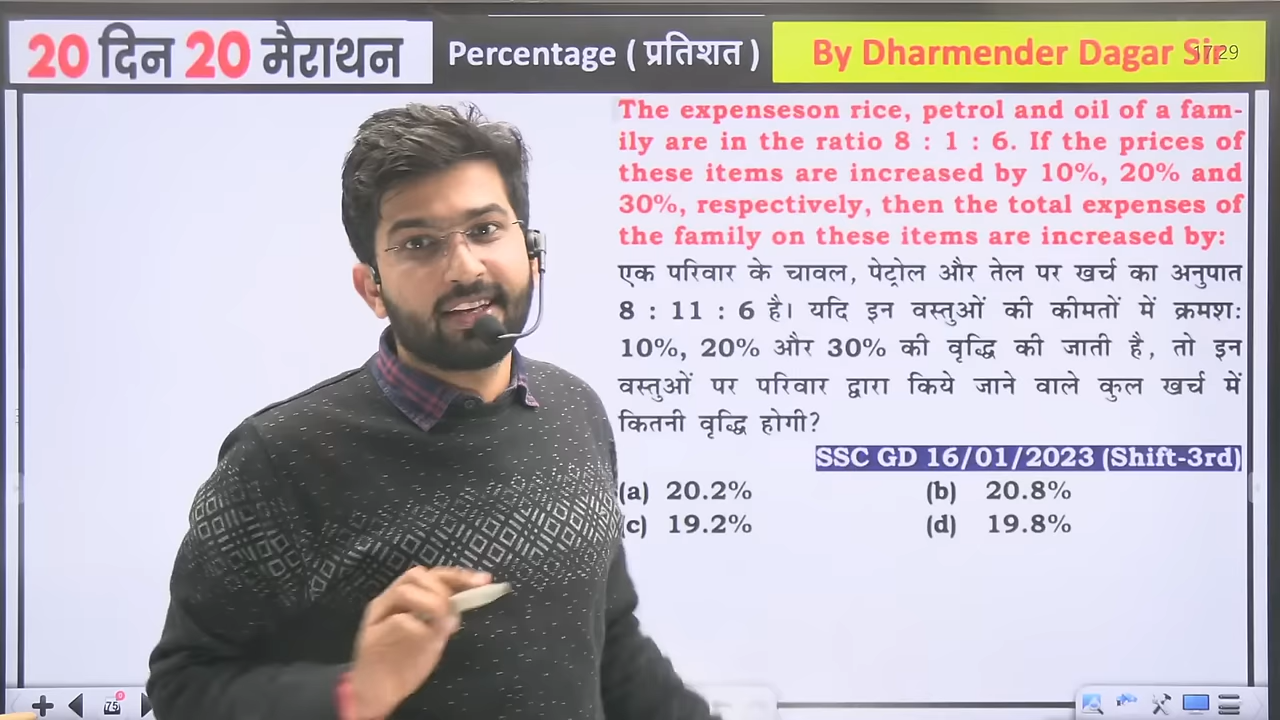 20 दिन 20 मैराथन
Percentage ( प्रतिशत )
By Dharmender Dagar Sir
17:29
The expenseson rice, petrol and oil of a fam-
ily are in the ratio 8 : 1 : 6. If the prices of
these items are increased by 10%, 20% and
30%, respectively, then the total expenses of
the family on these items are increased by:
एक परिवार के चावल, पेट्रोल और तेल पर खर्च का अनुपात
8 : 11 : 6 है। यदि इन वस्तुओं की कीमतों में क्रमश:
10%, 20% और 30% की वृद्धि की जाती है, तो इन
वस्तुओं पर परिवार द्वारा किये जाने वाले कुल खर्च में
कितनी वृद्धि होगी?
SSC GD 16/01/2023 (Shift-3rd)
(a) 20.2% (b) 20.8%
(c) 19.2% (d) 19.8%
75